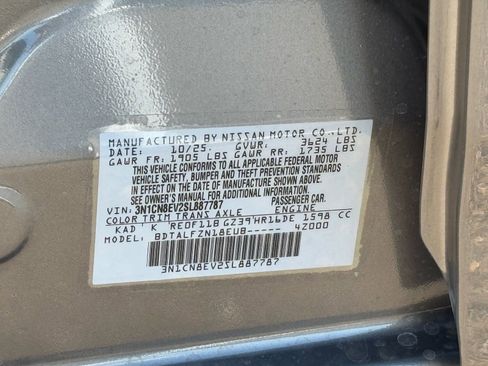 MANUFACTURED BY NISSAN MOTOR CO., LTD.
DATE: 10/25. GVWR: 3624 LBS
GAWR FR: 1905 LBS GAWR RR: 1735 LBS
THIS VEHICLE CONFORMS TO ALL APPLICABLE FEDERAL MOTOR
VEHICLE SAFETY, BUMPER AND THEFT PREVENTION STANDARDS
IN EFFECT ON THE DATE OF MANUFACTURE SHOWN ABOVE.
SEE OWNER'S MANUAL FOR ADDITIONAL INFORMATION.
VIN: 3N1CN8EV2SL887787 PASSENGER CAR.
COLOR TRIM TRANS AXLE ENGINE
KAD K RE0F11B GZ39 HR16DE 1598 CC
MODEL: BDTALFZN18EUB----- 4Z000
3N1CN8EV2SL887787